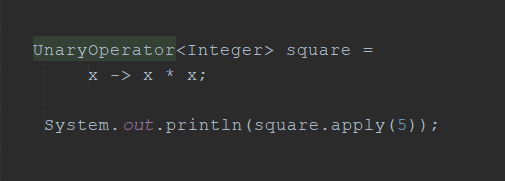 UnaryOperator<Integer> square =
x -> x * x;
System.out.println(square.apply(5));